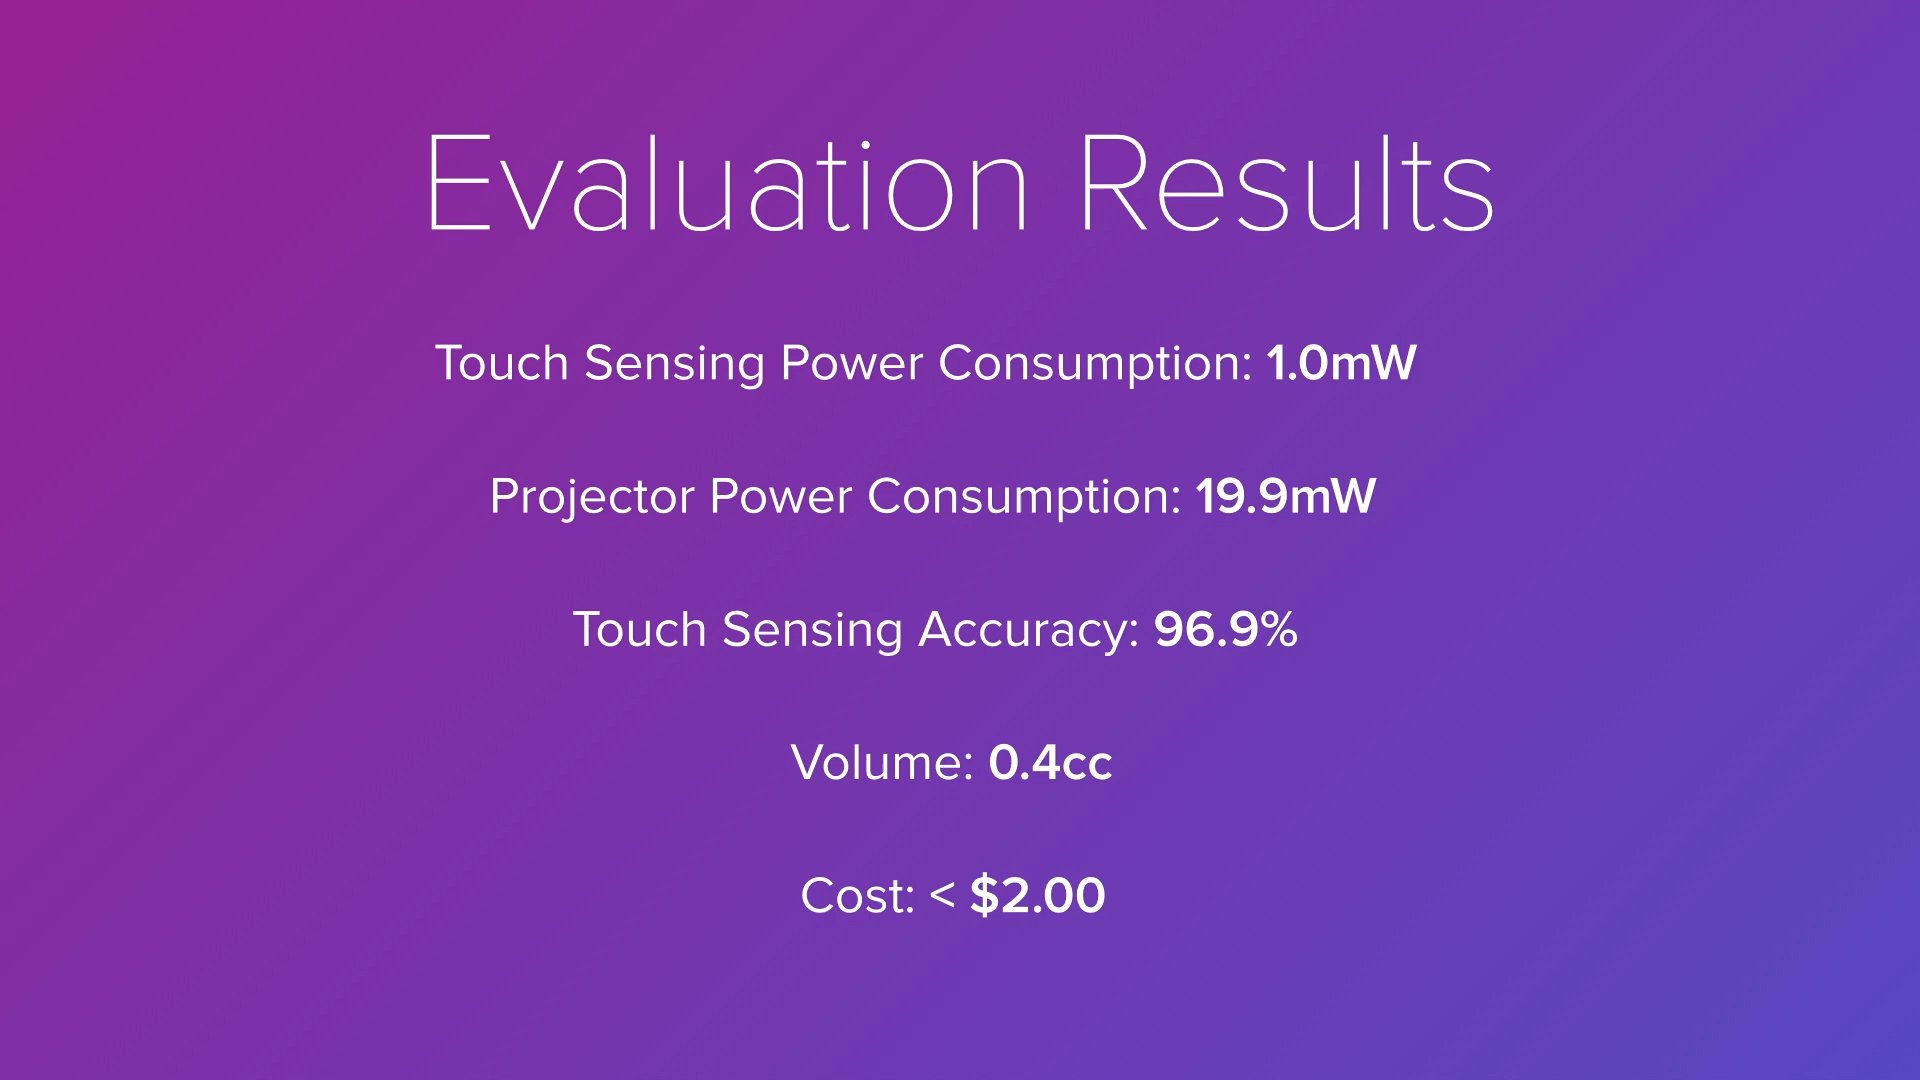 Evaluation Results
Touch Sensing Power Consumption: 1.0mW
Projector Power Consumption: 19.9mW
Touch Sensing Accuracy: 96.9%
Volume: 0.4cc
Cost: < $2.00